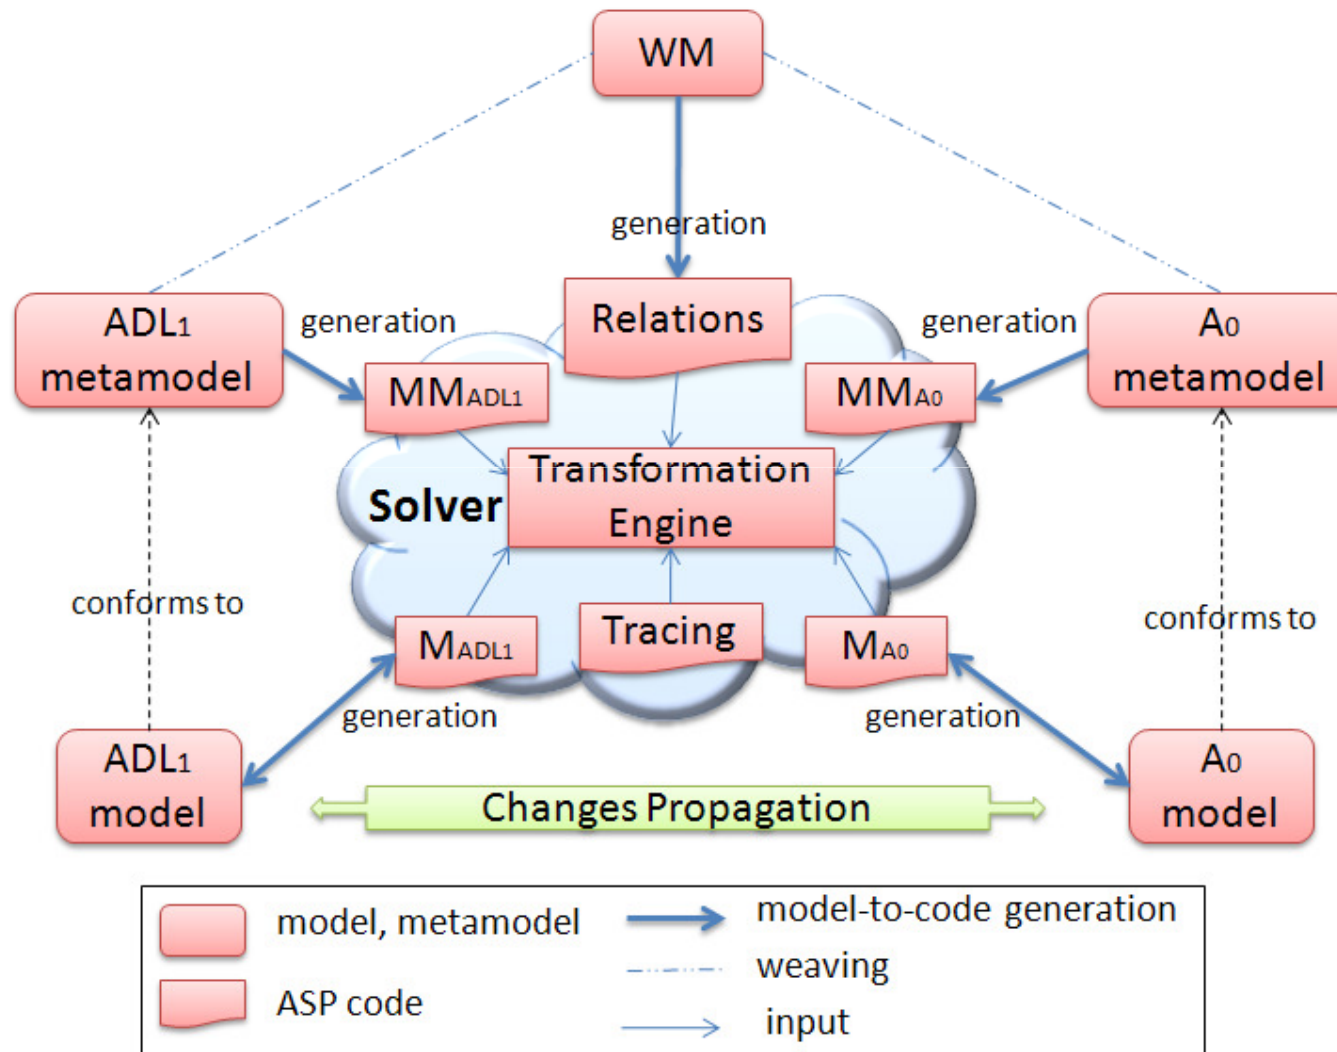 WM
generation
ADL1
metamodel
generation
Relations
generation
A0
metamodel
MMADL1
MMA0
Transformation
Engine
Solver
conforms to
conforms to
MADL1
Tracing
MA0
generation
generation
ADL1
model
Changes Propagation
A0
model
model, metamodel
model-to-code generation
weaving
ASP code
input